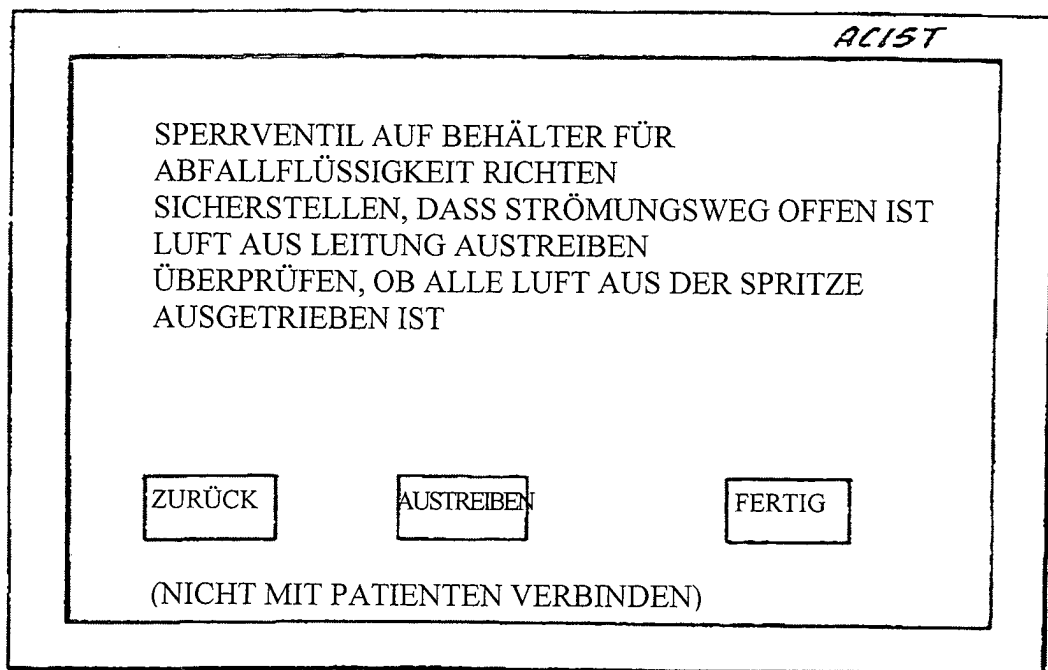 ACIST
SPERRVENTIL AUF BEHÄLTER FÜR
ABFALLFLÜSSIGKEIT RICHTEN
SICHERSTELLEN, DASS STRÖMUNGSWEG OFFEN IST
LUFT AUS LEITUNG AUSTREIBEN
ÜBERPRÜFEN, OB ALLE LUFT AUS DER SPRITZE
AUSGETRIEBEN IST
ZURÜCK AUSTREIBEN FERTIG
(NICHT MIT PATIENTEN VERBINDEN)